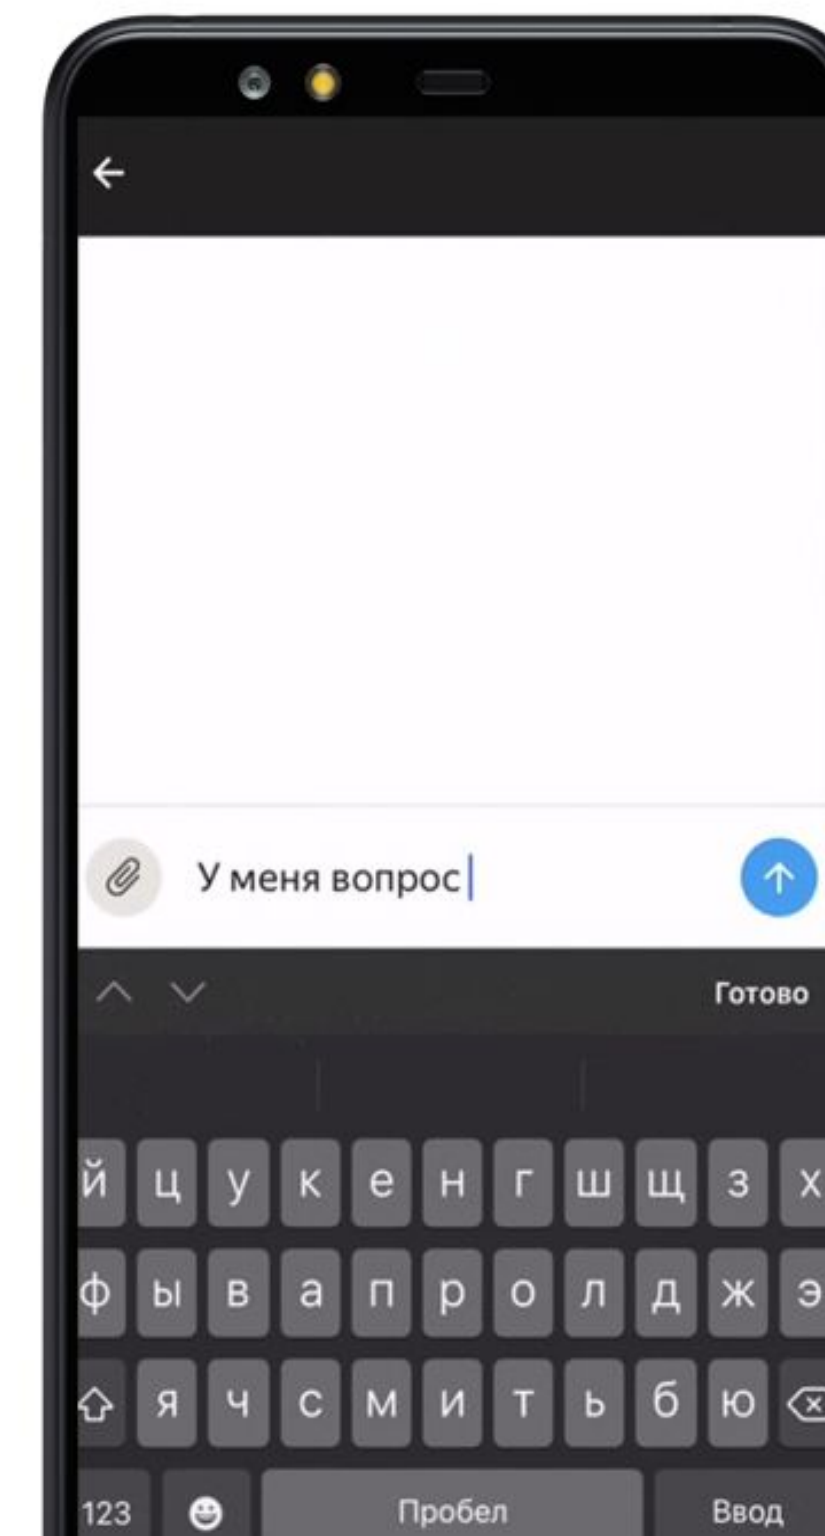 У меня вопрос
Готово
й ц у к е н г ш щ з х
ф ы в а п р о л д ж э
я ч с м и т ь б ю
123 Пробел Ввод